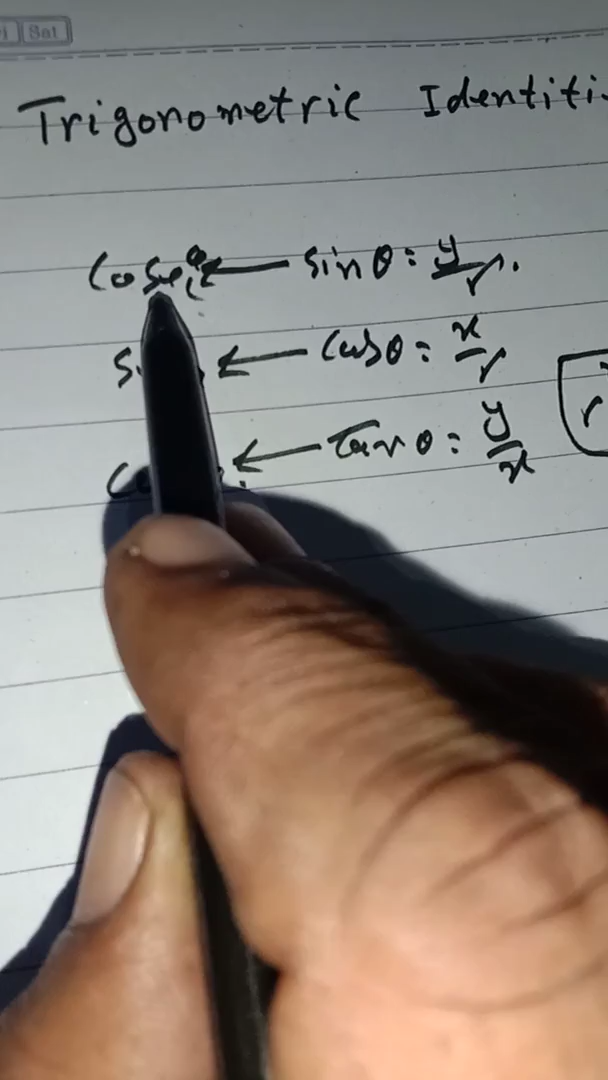 Sat
Trigonometric Identiti
Cosec ← sin θ = y/r.
← Cos θ = x/r
← Tan θ = y/x
r